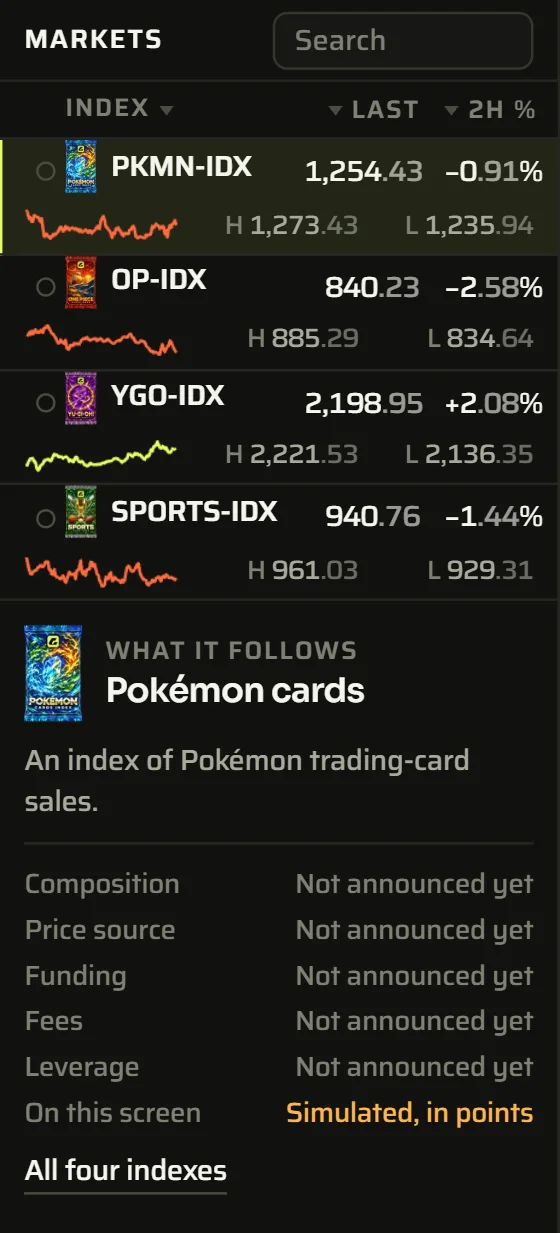 MARKETS
Search
INDEX LAST 2H %
PKMN-IDX 1,254.43 −0.91%
H 1,273.43 L 1,235.94
OP-IDX 840.23 −2.58%
H 885.29 L 834.64
YGO-IDX 2,198.95 +2.08%
H 2,221.53 L 2,136.35
SPORTS-IDX 940.76 −1.44%
H 961.03 L 929.31
WHAT IT FOLLOWS
Pokémon cards
POKÉMON
CARDS INDEX
An index of Pokémon trading-card
sales.
Composition Not announced yet
Price source Not announced yet
Funding Not announced yet
Fees Not announced yet
Leverage Not announced yet
On this screen Simulated, in points
All four indexes